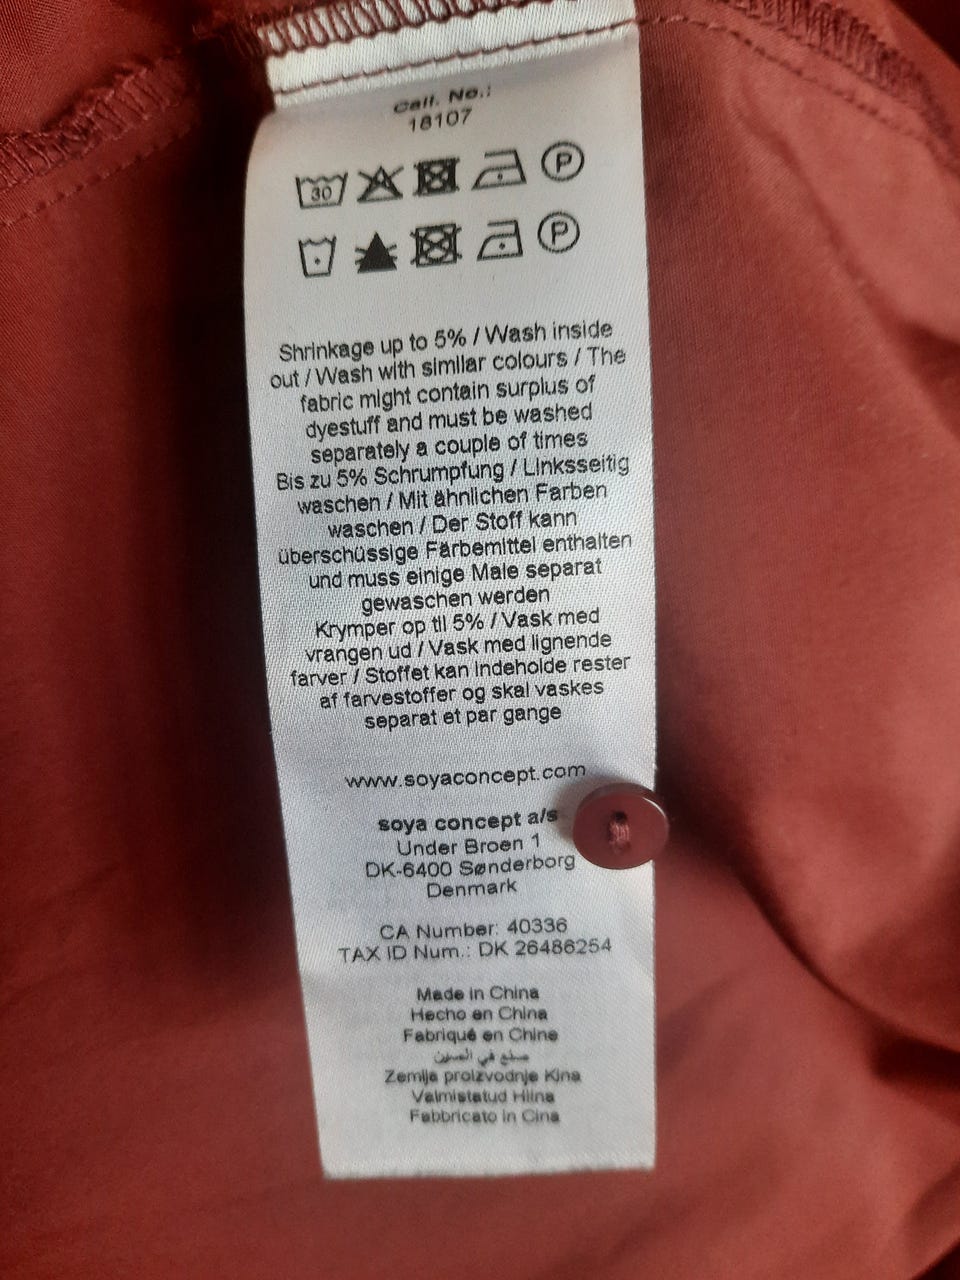 Call. No.:
18107
30 P
P
Shrinkage up to 5% / Wash inside
out / Wash with similar colours / The
fabric might contain surplus of
dyestuff and must be washed
separately a couple of times
Bis zu 5% Schrumpfung / Linksseitig
waschen / Mit ähnlichen Farben
waschen / Der Stoff kann
überschüssige Färbemittel enthalten
und muss einige Male separat
gewaschen werden
Krymper op til 5% / Vask med
vrangen ud / Vask med lignende
farver / Stoffet kan indeholde rester
af farvestoffer og skal vaskes
separat et par gange
www.soyaconcept.com
soya concept a/s
Under Broen 1
DK-6400 Sønderborg
Denmark
CA Number: 40336
TAX ID Num.: DK 26486254
Made in China
Hecho en China
Fabriqué en Chine
صنع في الصين
Zemlja proizvodnje Kina
Valmistatud Hiina
Fabbricato in Cina